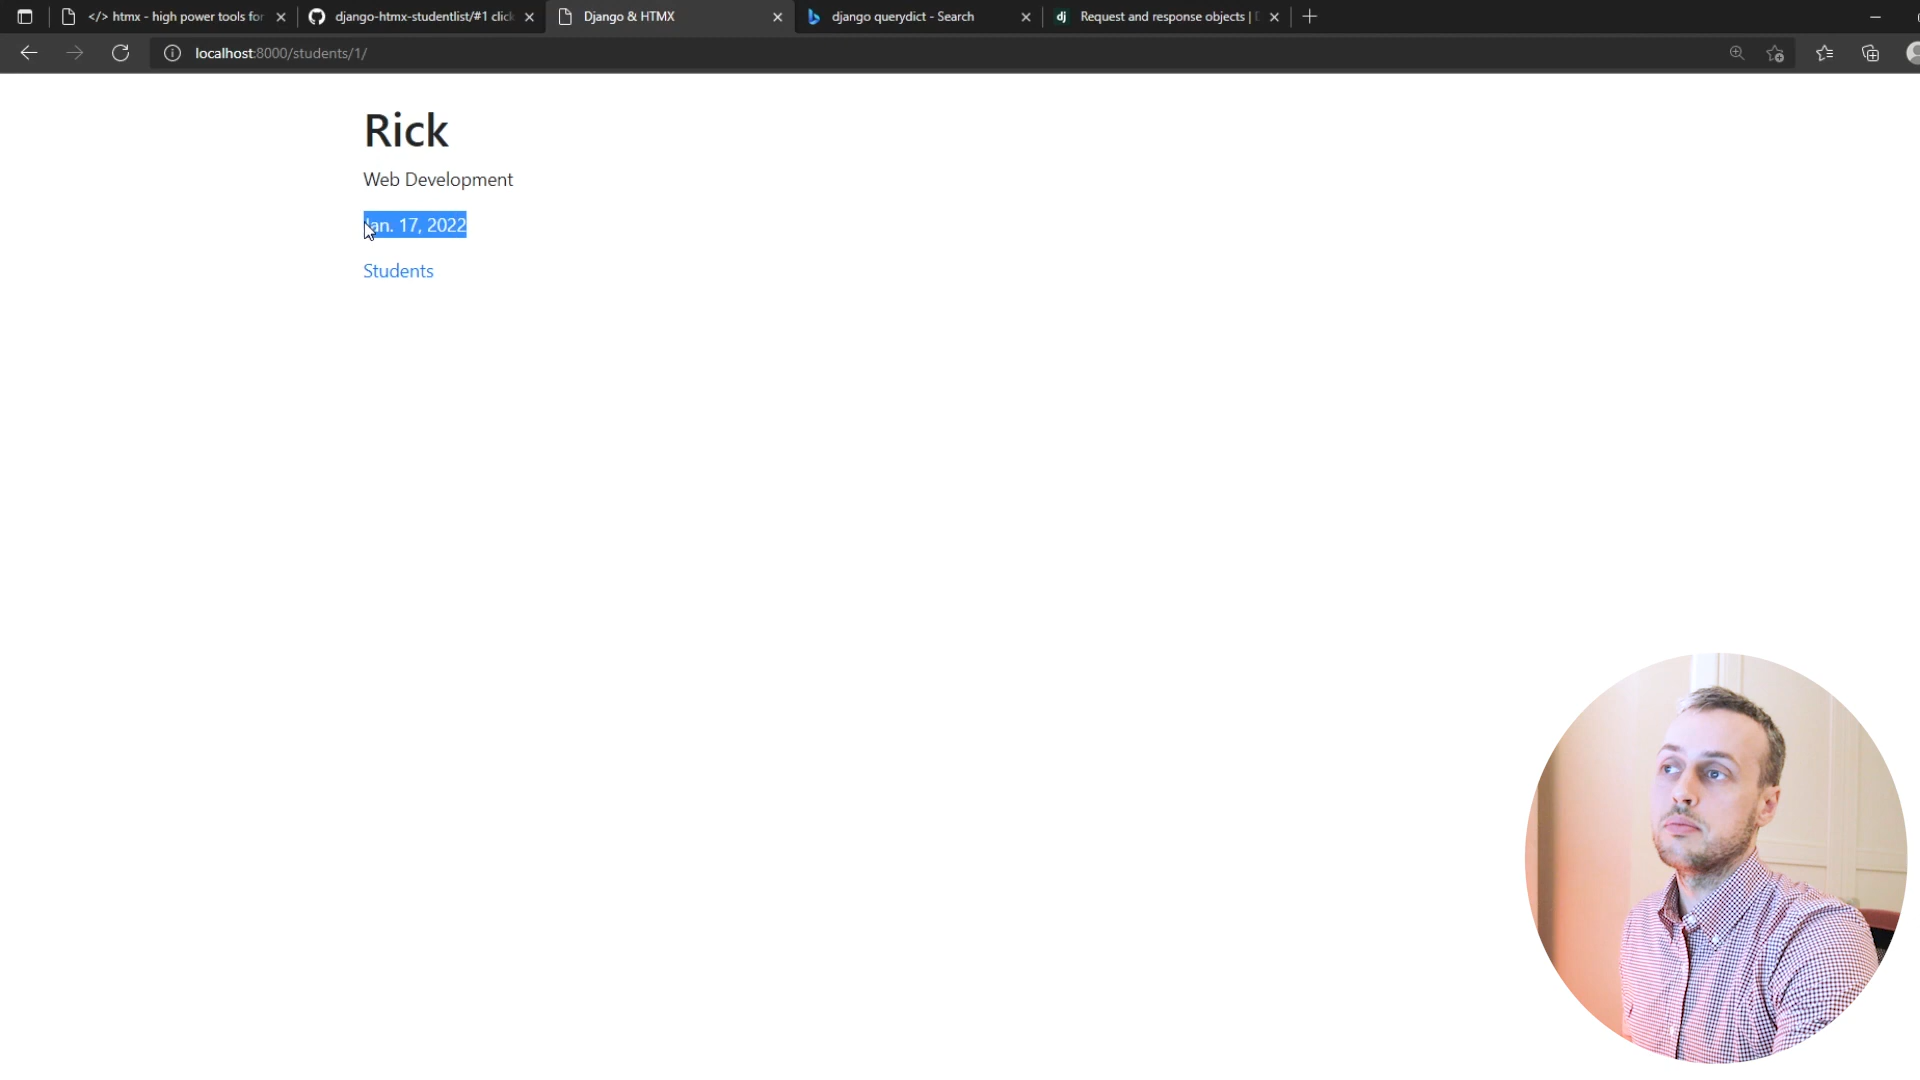 </> htmx - high power tools for
django-htmx-studentlist/#1 click
Django & HTMX
django querydict - Search
dj Request and response objects |
localhost:8000/students/1/
Rick
Web Development
Jan. 17, 2022
Students